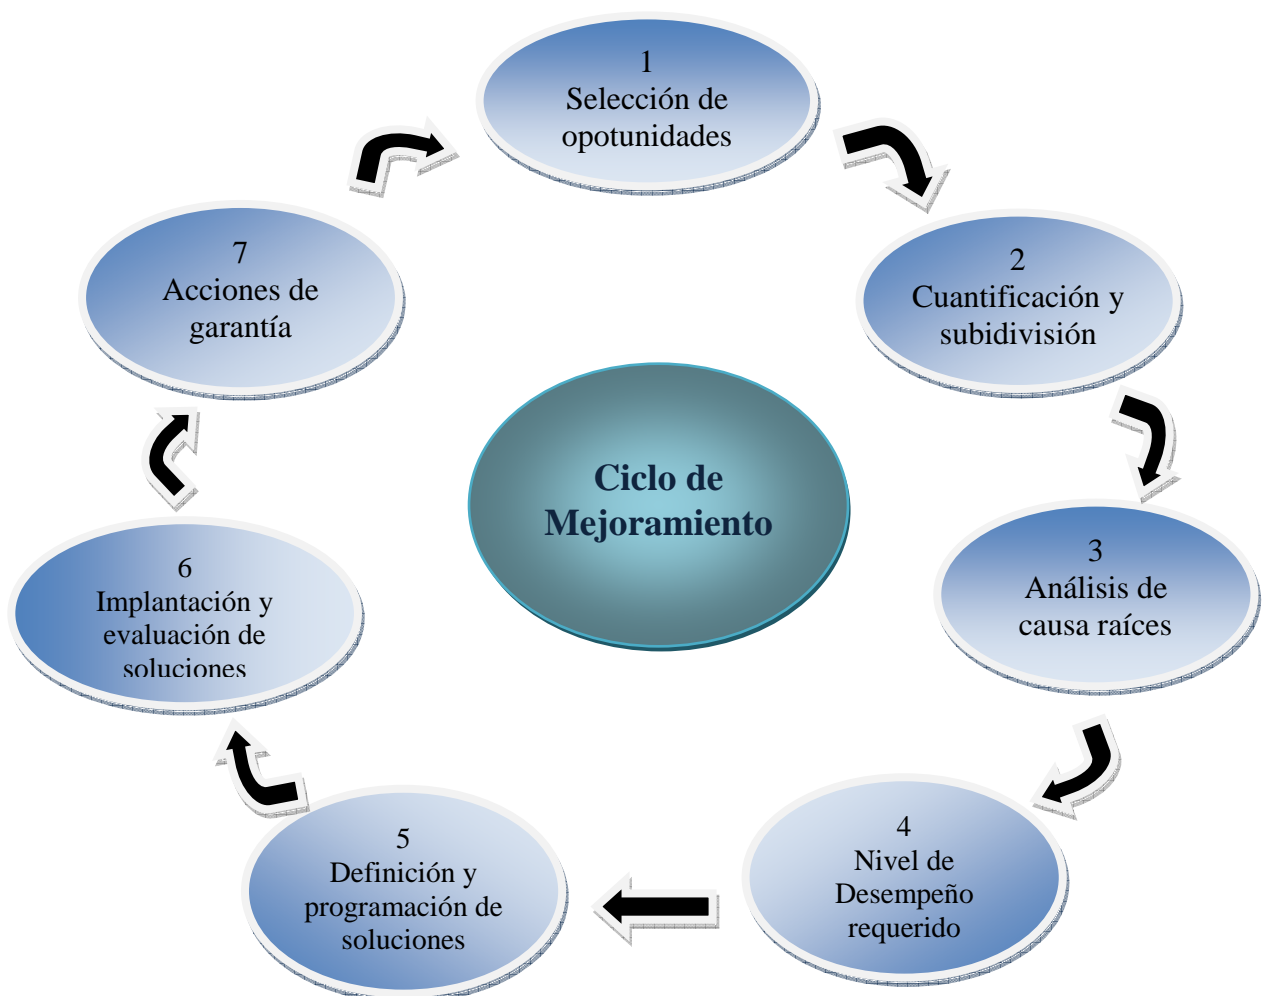 1
Selección de
opotunidades
2
Cuantificación y
subidivisión
3
Análisis de
causa raíces
4
Nivel de
Desempeño
requerido
5
Definición y
programación de
soluciones
6
Implantación y
evaluación de
soluciones
7
Acciones de
garantía
Ciclo de
Mejoramiento